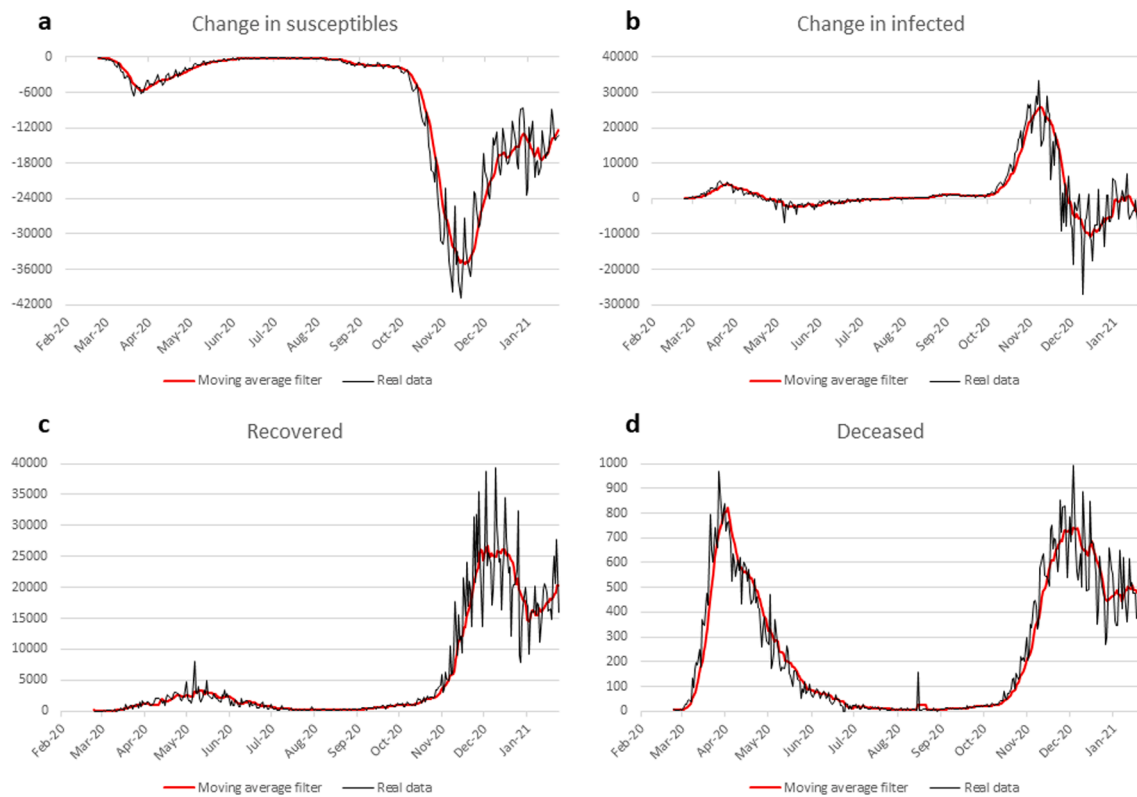 a
Change in susceptibles
0
-6000
-12000
-18000
-24000
-30000
-36000
-42000
Feb-20
Mar-20
Apr-20
May-20
Jun-20
Jul-20
Aug-20
Sep-20
Oct-20
Nov-20
Dec-20
Jan-21
Moving average filter
Real data
b
Change in infected
40000
30000
20000
10000
0
-10000
-20000
-30000
Feb-20
Mar-20
Apr-20
May-20
Jun-20
Jul-20
Aug-20
Sep-20
Oct-20
Nov-20
Dec-20
Jan-21
Moving average filter
Real data
c
Recovered
40000
35000
30000
25000
20000
15000
10000
5000
0
Feb-20
Mar-20
Apr-20
May-20
Jun-20
Jul-20
Aug-20
Sep-20
Oct-20
Nov-20
Dec-20
Jan-21
Moving average filter
Real data
d
Deceased
1000
900
800
700
600
500
400
300
200
100
0
Feb-20
Mar-20
Apr-20
May-20
Jun-20
Jul-20
Aug-20
Sep-20
Oct-20
Nov-20
Dec-20
Jan-21
Moving average filter
Real data